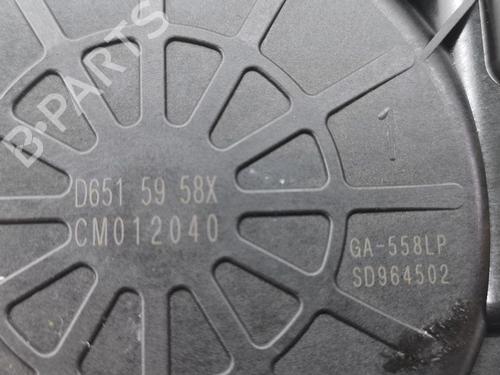 B-PARTS
1
D651 59 58X
CM012040
GA-558LP
SD964502